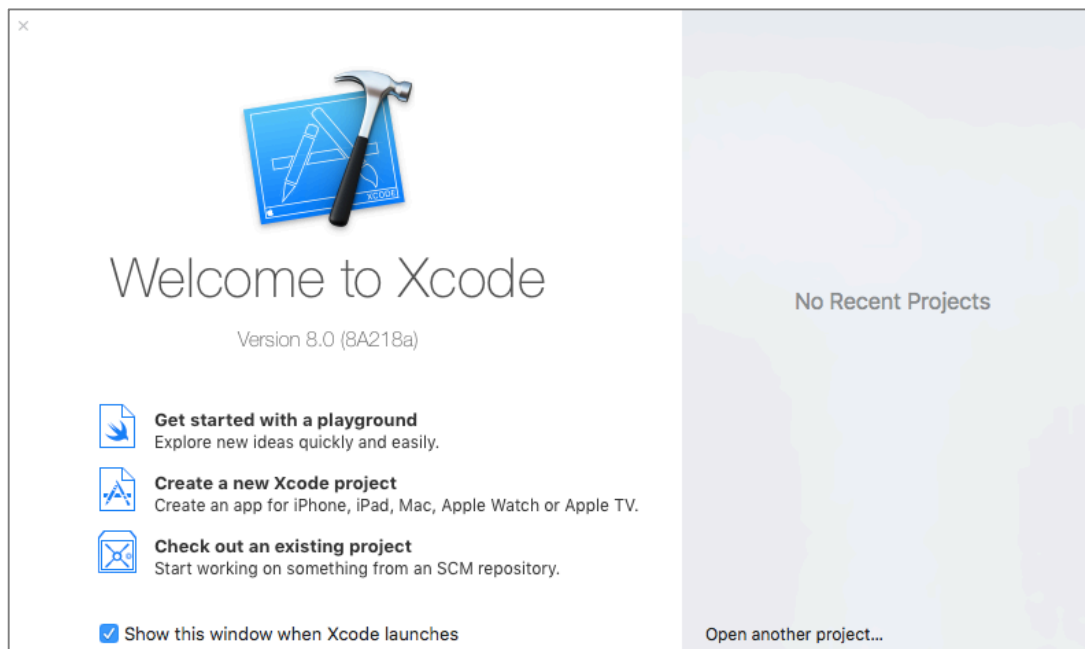 XCODE
Welcome to Xcode
Version 8.0 (8A218a)
Get started with a playground
Explore new ideas quickly and easily.
Create a new Xcode project
Create an app for iPhone, iPad, Mac, Apple Watch or Apple TV.
Check out an existing project
Start working on something from an SCM repository.
Show this window when Xcode launches
No Recent Projects
Open another project...